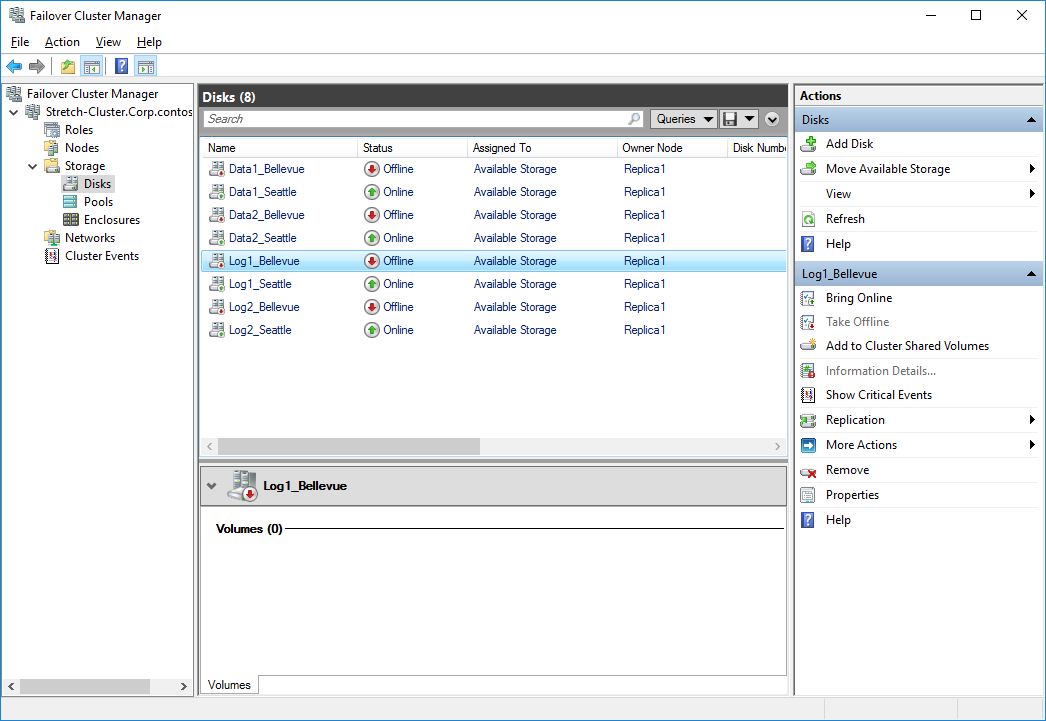 Failover Cluster Manager
File Action View Help
Failover Cluster Manager
Stretch-Cluster.Corp.contos
Roles
Nodes
Storage
Disks
Pools
Enclosures
Networks
Cluster Events
Disks (8)
Search
Queries
Name Status Assigned To Owner Node Disk Numbe
Data1_Bellevue Offline Available Storage Replica1
Data1_Seattle Online Available Storage Replica1
Data2_Bellevue Offline Available Storage Replica1
Data2_Seattle Online Available Storage Replica1
Log1_Bellevue Offline Available Storage Replica1
Log1_Seattle Online Available Storage Replica1
Log2_Bellevue Offline Available Storage Replica1
Log2_Seattle Online Available Storage Replica1
Log1_Bellevue
Volumes (0)
Volumes
Actions
Disks
Add Disk
Move Available Storage
View
Refresh
Help
Log1_Bellevue
Bring Online
Take Offline
Add to Cluster Shared Volumes
Information Details...
Show Critical Events
Replication
More Actions
Remove
Properties
Help